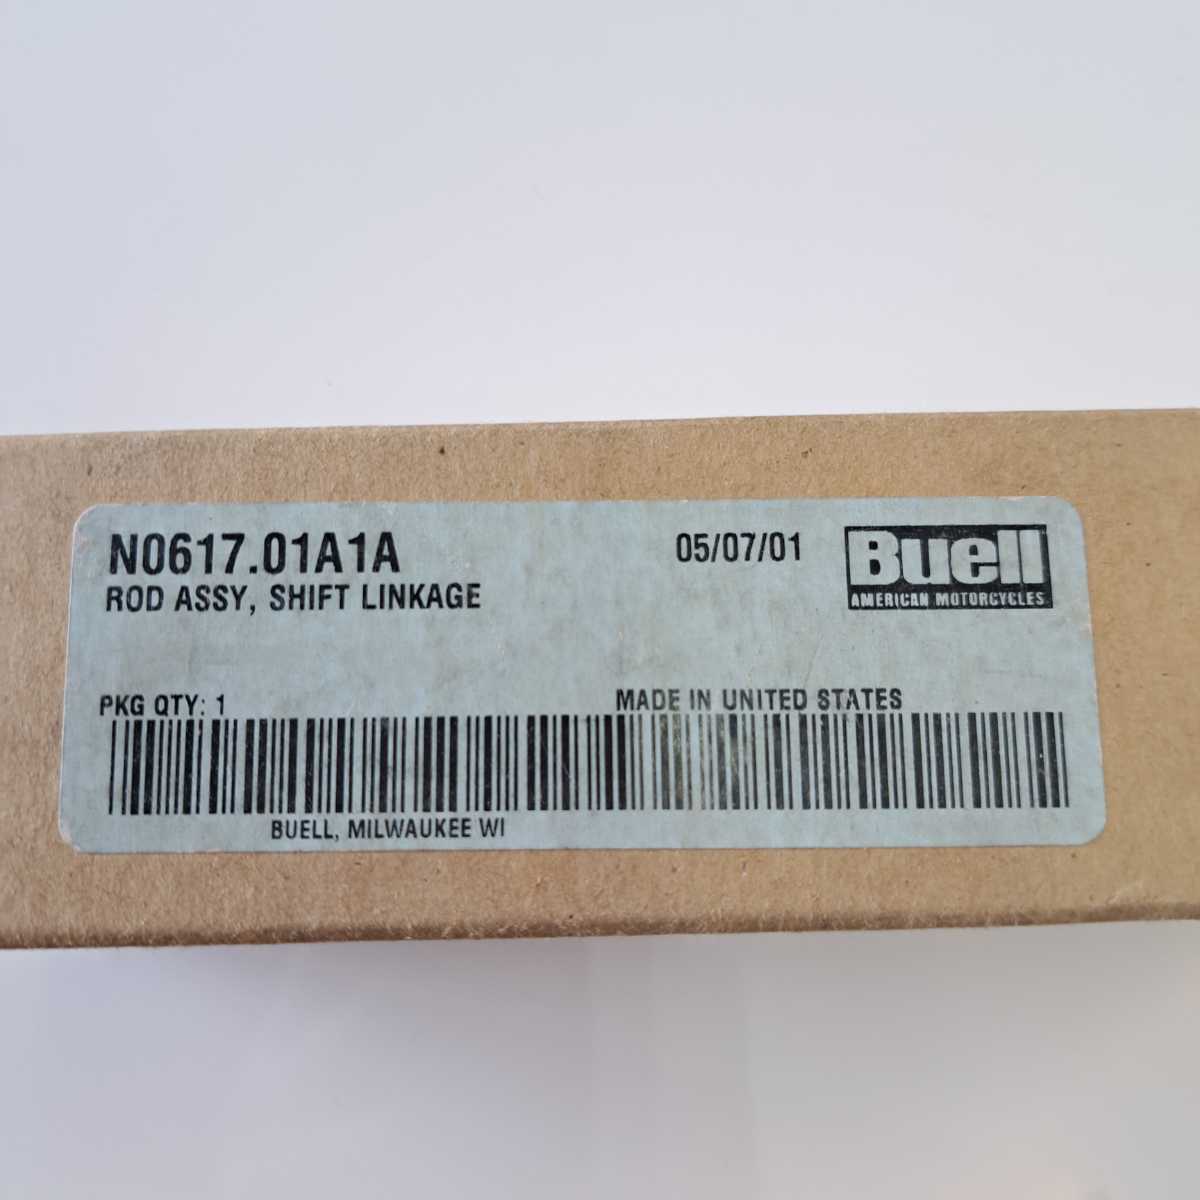 N0617.01A1A
ROD ASSY, SHIFT LINKAGE
05/07/01
Buell
AMERICAN MOTORCYCLES
PKG QTY: 1
MADE IN UNITED STATES
BUELL, MILWAUKEE WI